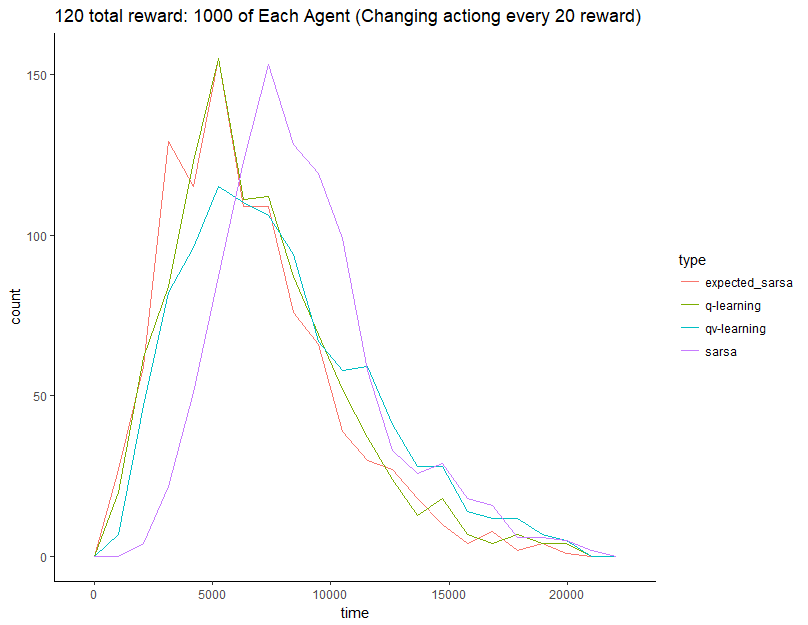 120 total reward: 1000 of Each Agent (Changing actiong every 20 reward)
150
100
50
0
count
0 5000 10000 15000 20000
time
type
expected_sarsa
q-learning
qv-learning
sarsa